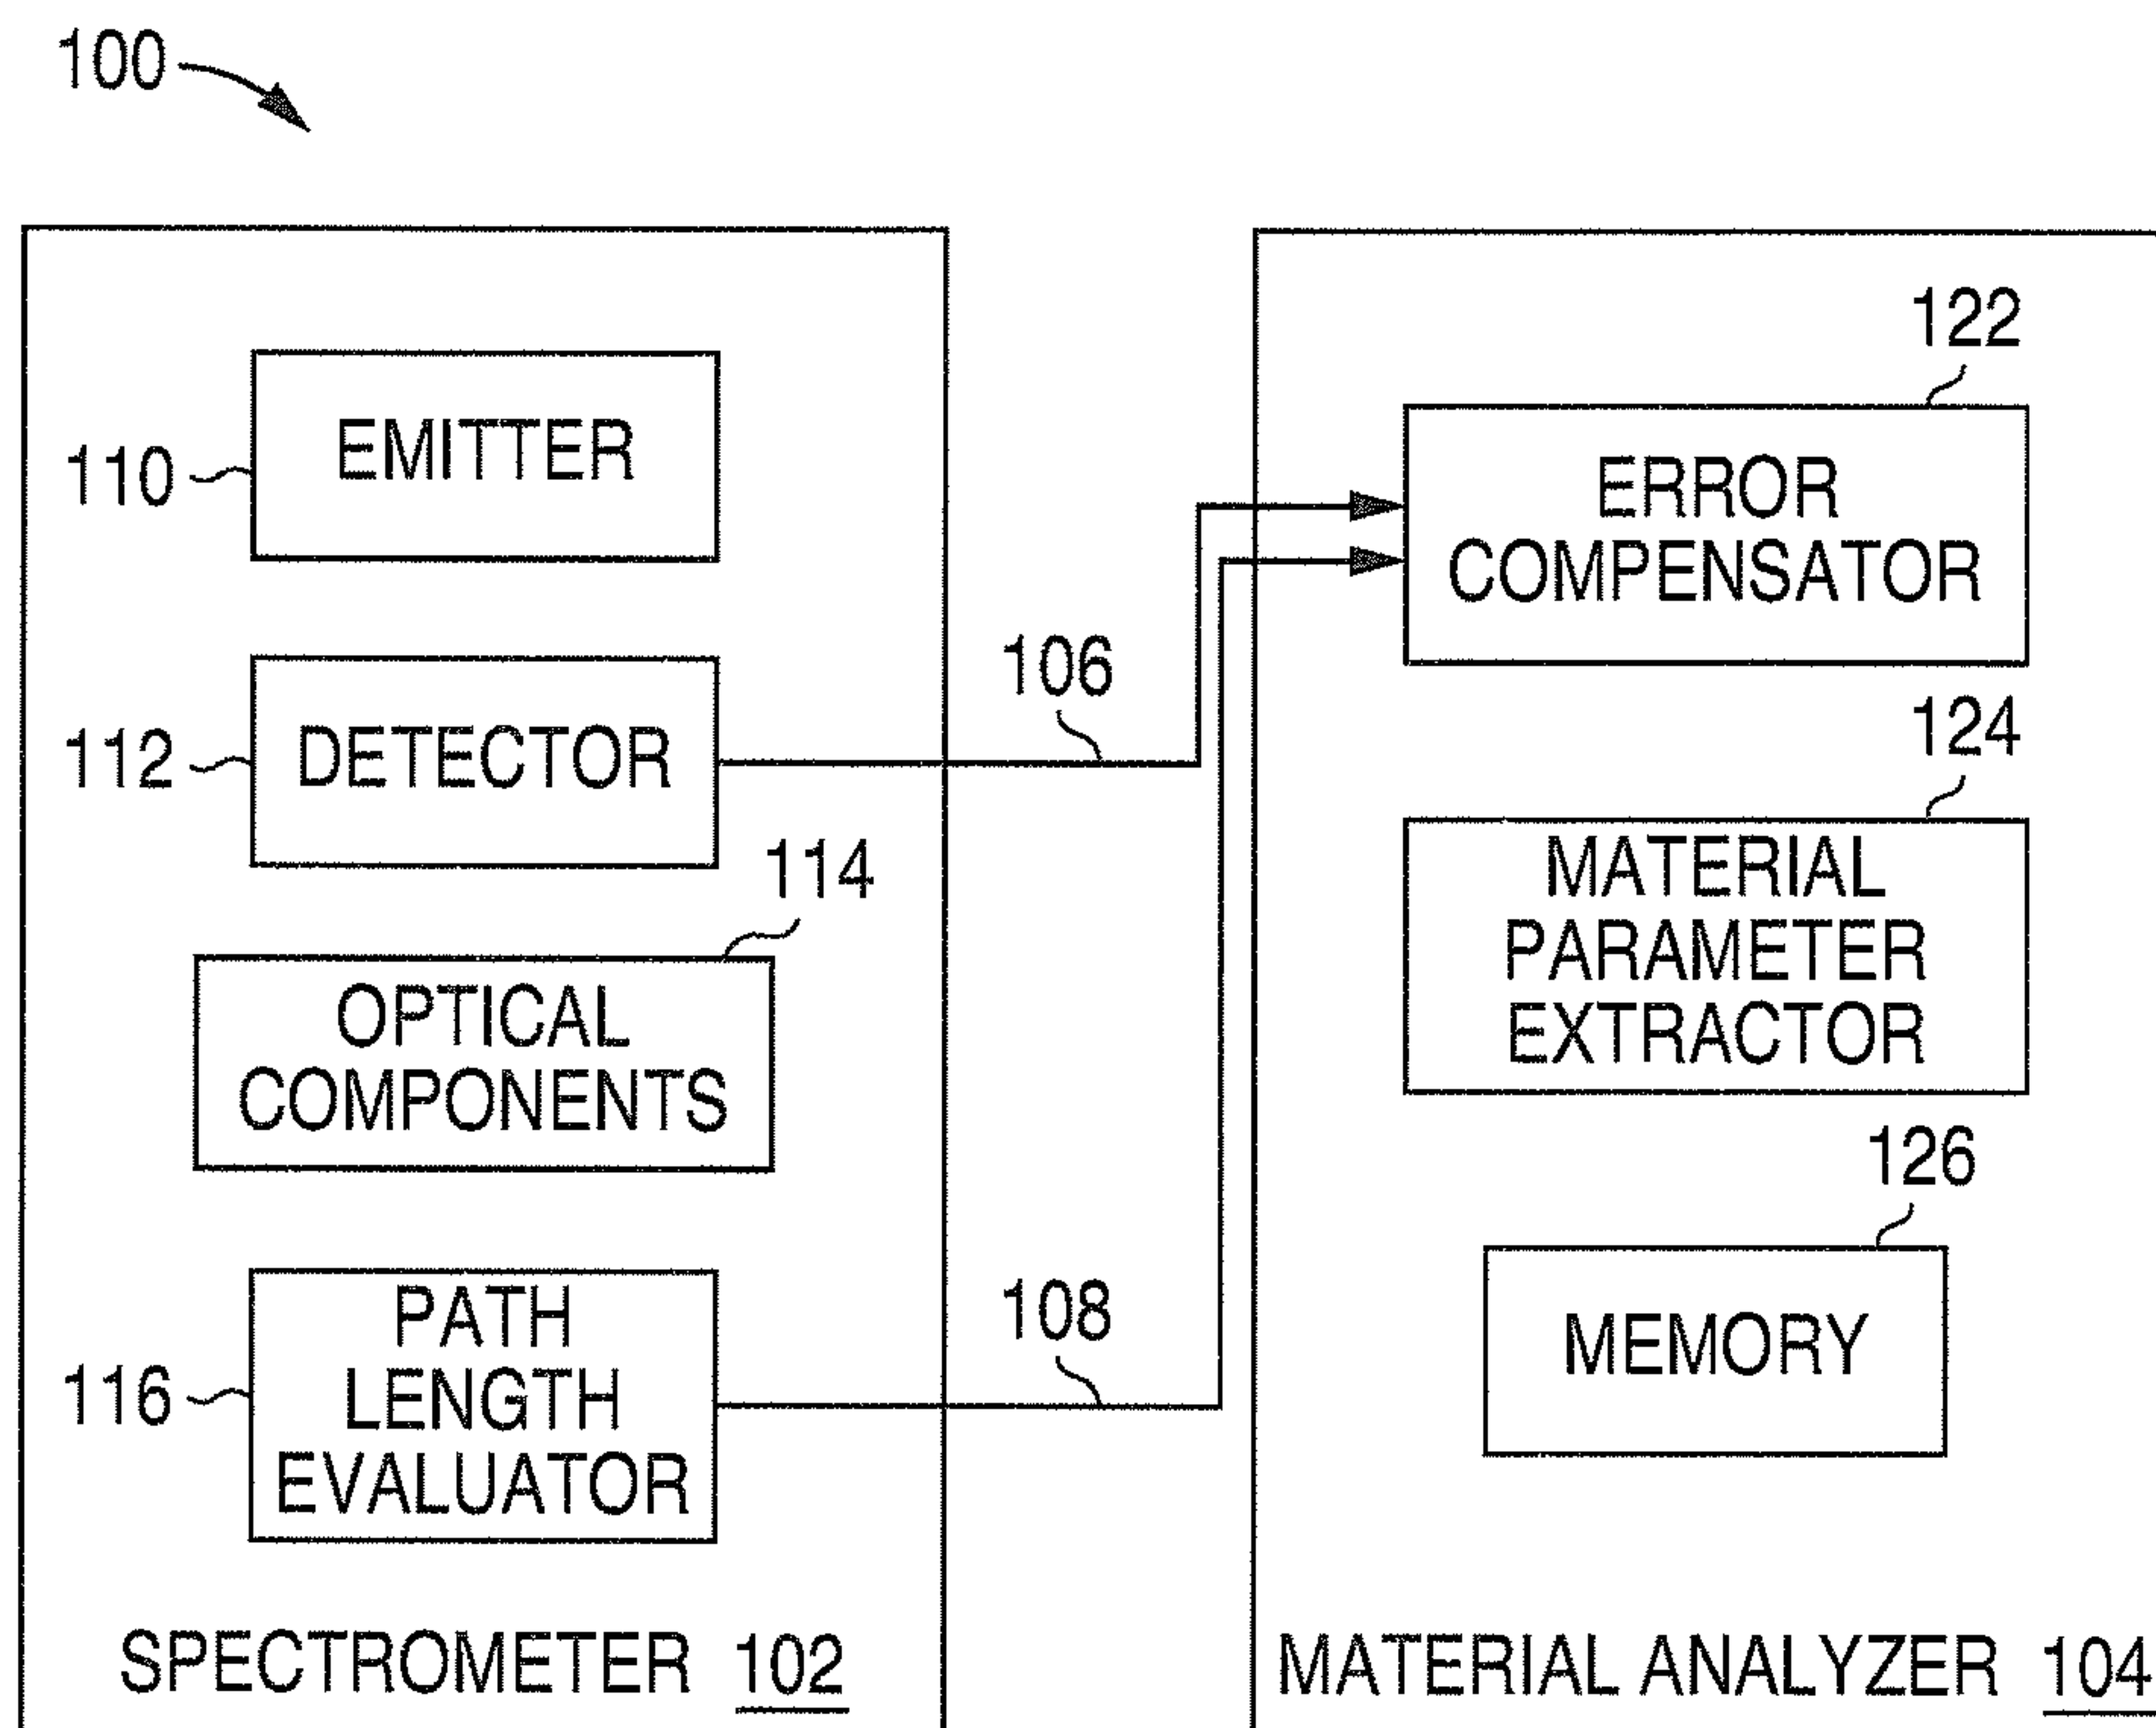 100
110
EMITTER
112
DETECTOR
114
OPTICAL
COMPONENTS
116
PATH
LENGTH
EVALUATOR
SPECTROMETER 102
106
108
122
ERROR
COMPENSATOR
124
MATERIAL
PARAMETER
EXTRACTOR
126
MEMORY
MATERIAL ANALYZER 104